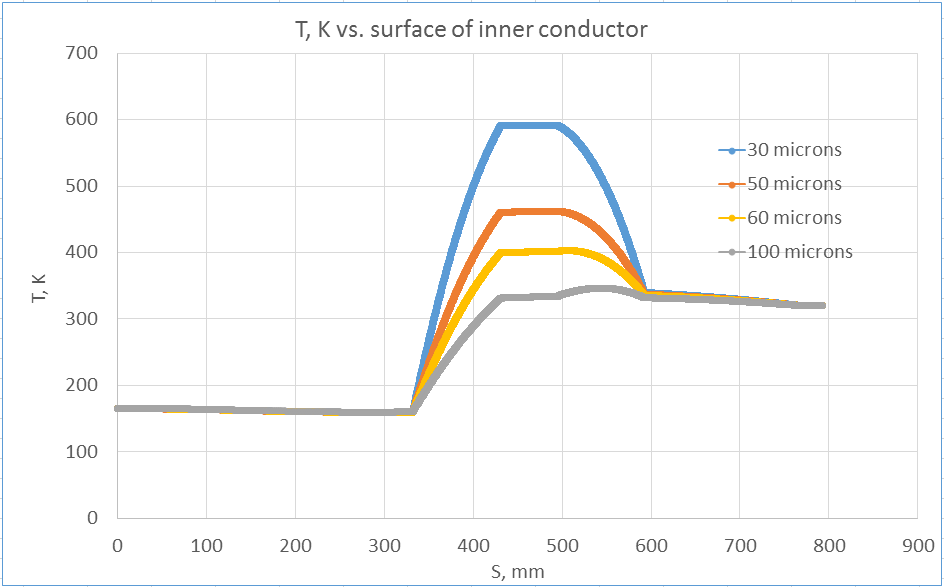 T, K vs. surface of inner conductor
700
600
500
400
300
200
100
0
T, K
30 microns
50 microns
60 microns
100 microns
0 100 200 300 400 500 600 700 800 900
S, mm